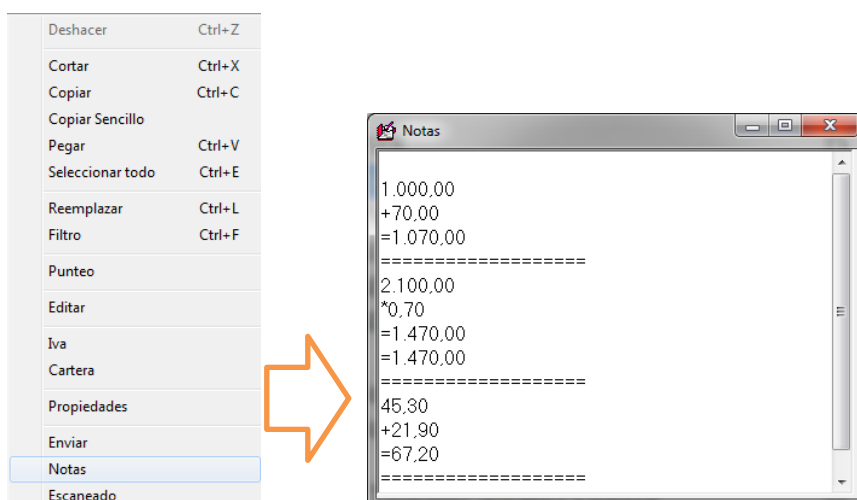 Deshacer Ctrl+Z
Cortar Ctrl+X
Copiar Ctrl+C
Copiar Sencillo
Pegar Ctrl+V
Seleccionar todo Ctrl+E
Reemplazar Ctrl+L
Filtro Ctrl+F
Punteo
Editar
Iva
Cartera
Propiedades
Enviar
Notas
Escaneado
Notas
1.000,00
+70,00
=1.070,00
===================
2.100,00
*0,70
=1.470,00
=1.470,00
===================
45,30
+21,90
=67,20
===================